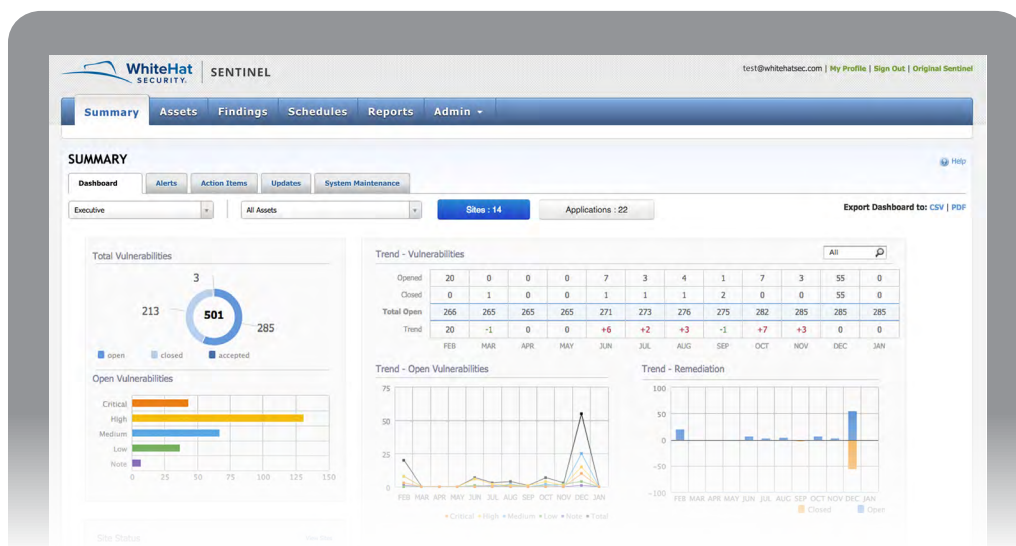 WhiteHat SECURITY. SENTINEL
test@whitehatsec.com | My Profile | Sign Out | Original Sentinel
Summary Assets Findings Schedules Reports Admin
SUMMARY
Help
Dashboard Alerts Action Items Updates System Maintenance
Executive All Assets Sites : 14 Applications : 22 Export Dashboard to: CSV | PDF
Total Vulnerabilities
3
213
501
285
open closed accepted
Open Vulnerabilities
Critical
High
Medium
Low
Note
0 25 50 75 100 125 150
Trend - Vulnerabilities All
Opened 20 0 0 0 7 3 4 1 7 3 55 0
Closed 0 1 0 0 1 1 1 2 0 0 55 0
Total Open 266 265 265 265 271 273 276 275 282 285 285 285
Trend 20 -1 0 0 +6 +2 +3 -1 +7 +3 0 0
FEB MAR APR MAY JUN JUL AUG SEP OCT NOV DEC JAN
Trend - Open Vulnerabilities
75
50
25
0
FEB MAR APR MAY JUN JUL AUG SEP OCT NOV DEC JAN
Critical High Medium Low Note Total
Trend - Remediation
100
50
0
-50
-100
FEB MAR APR MAY JUN JUL AUG SEP OCT NOV DEC JAN
Closed Open
Site Status